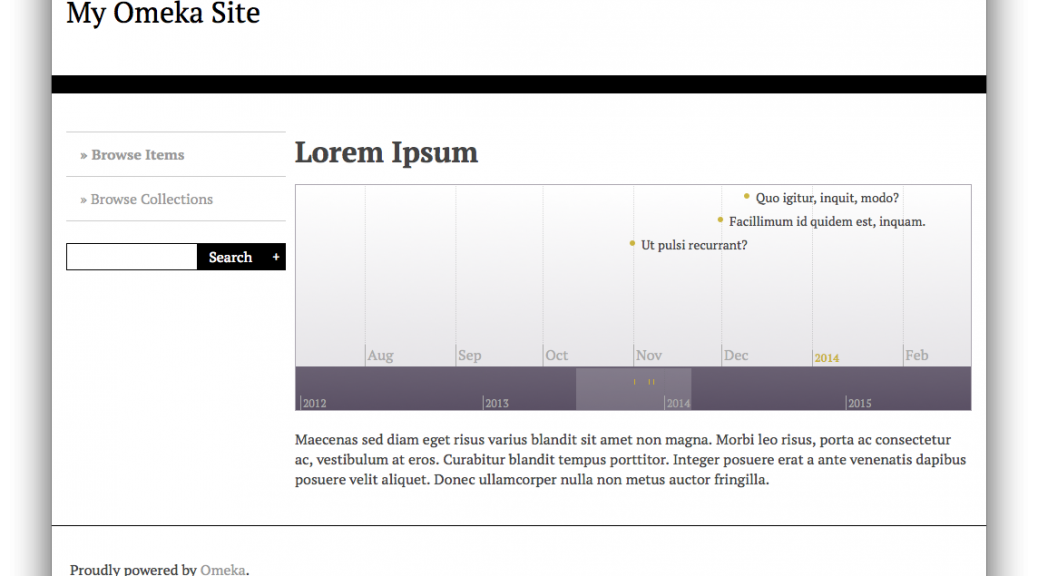 My Omeka Site
» Browse Items
» Browse Collections
Search +
Lorem Ipsum
Quo igitur, inquit, modo?
Facillimum id quidem est, inquam.
Ut pulsi recurrant?
Aug Sep Oct Nov Dec 2014 Feb
2012 2013 2014 2015
Maecenas sed diam eget risus varius blandit sit amet non magna. Morbi leo risus, porta ac consectetur
ac, vestibulum at eros. Curabitur blandit tempus porttitor. Integer posuere erat a ante venenatis dapibus
posuere velit aliquet. Donec ullamcorper nulla non metus auctor fringilla.
Proudly powered by Omeka.